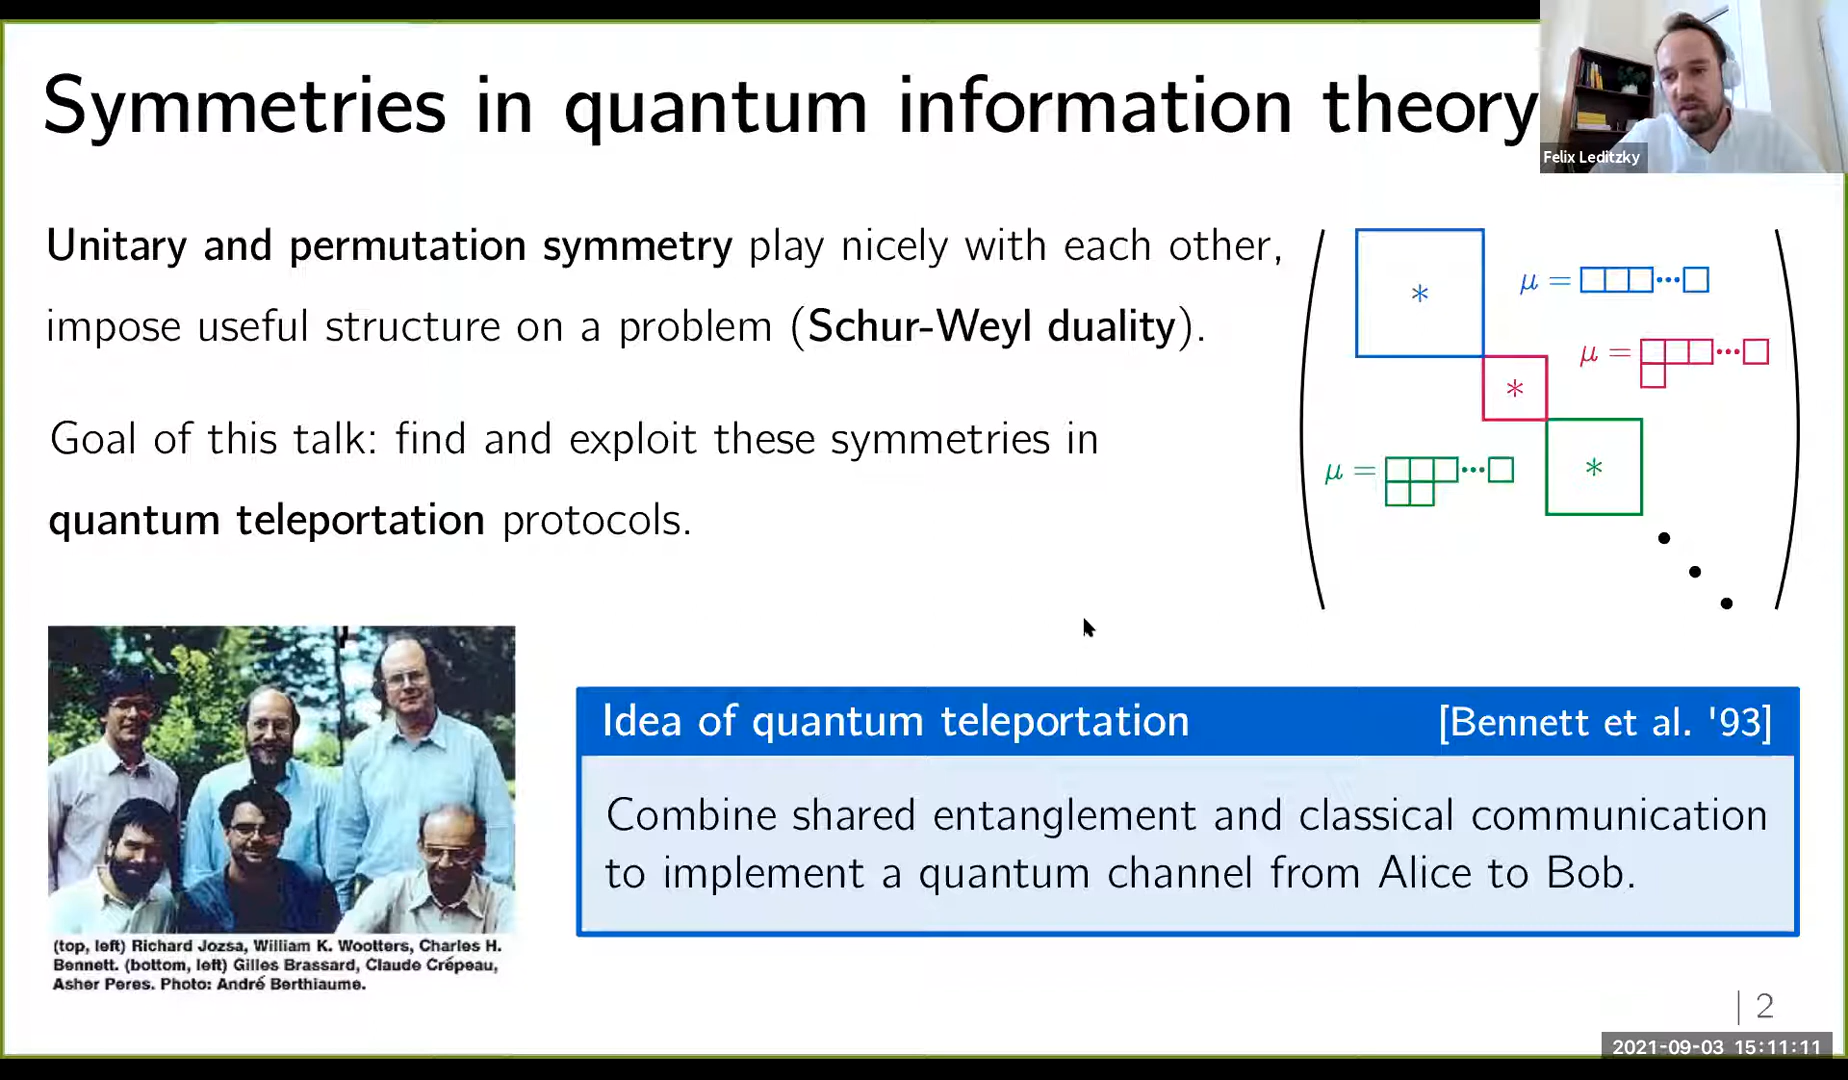 Symmetries in quantum information theory
Felix Leditzky
Unitary and permutation symmetry play nicely with each other,
impose useful structure on a problem (Schur-Weyl duality).
Goal of this talk: find and exploit these symmetries in
quantum teleportation protocols.
* μ = ...
* μ = ...
μ = ... *
Idea of quantum teleportation [Bennett et al. '93]
Combine shared entanglement and classical communication
to implement a quantum channel from Alice to Bob.
(top, left) Richard Jozsa, William K. Wootters, Charles H.
Bennett. (bottom, left) Gilles Brassard, Claude Crépeau,
Asher Peres. Photo: André Berthiaume.
| 2
2021-09-03 15:11:11